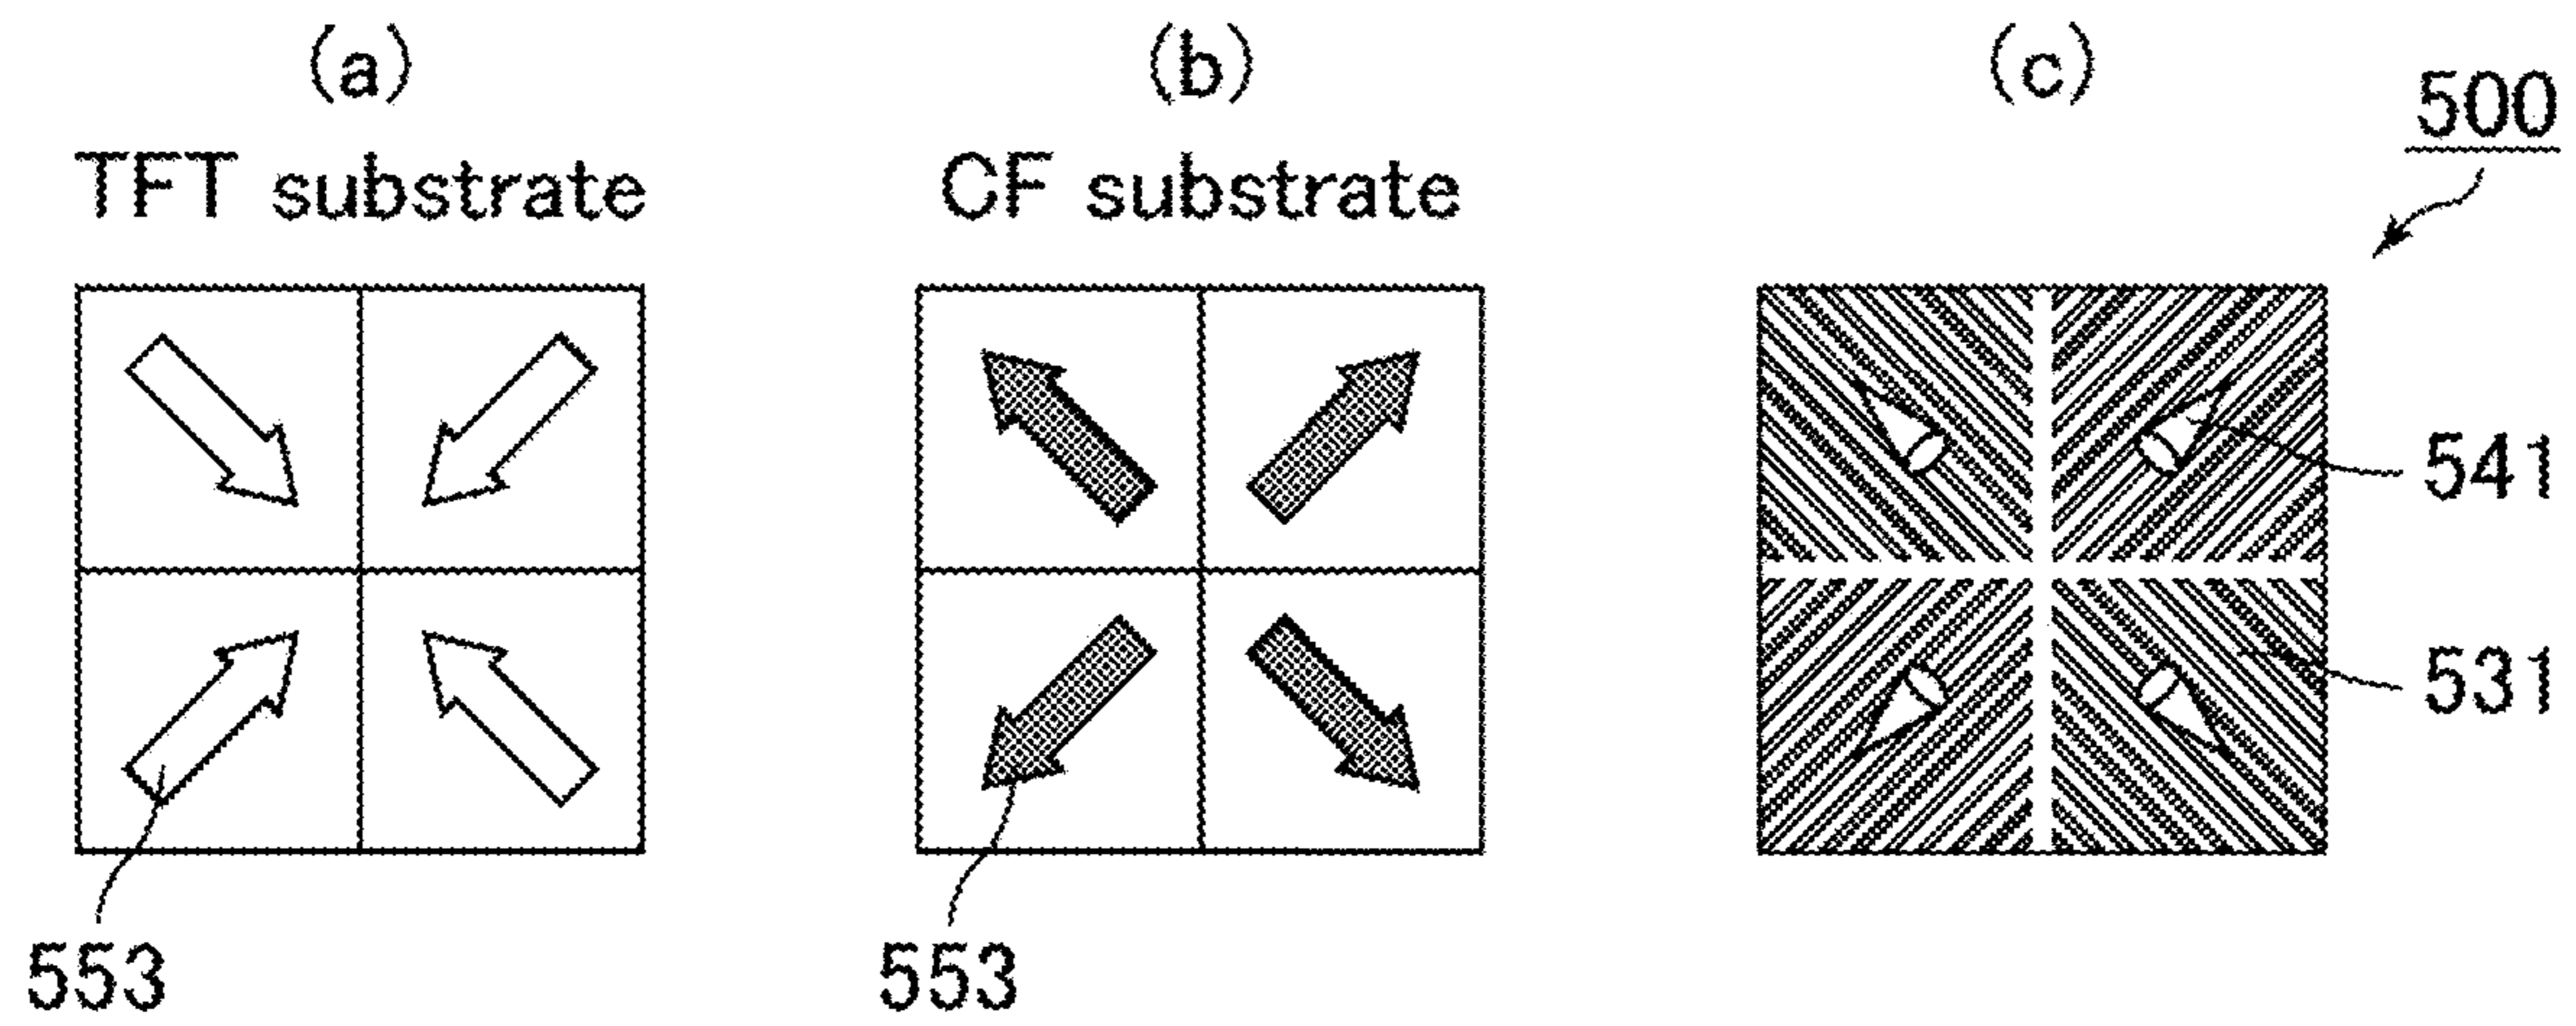 (a)
TFT substrate
(b)
CF substrate
(c)
500
541
531
553
553